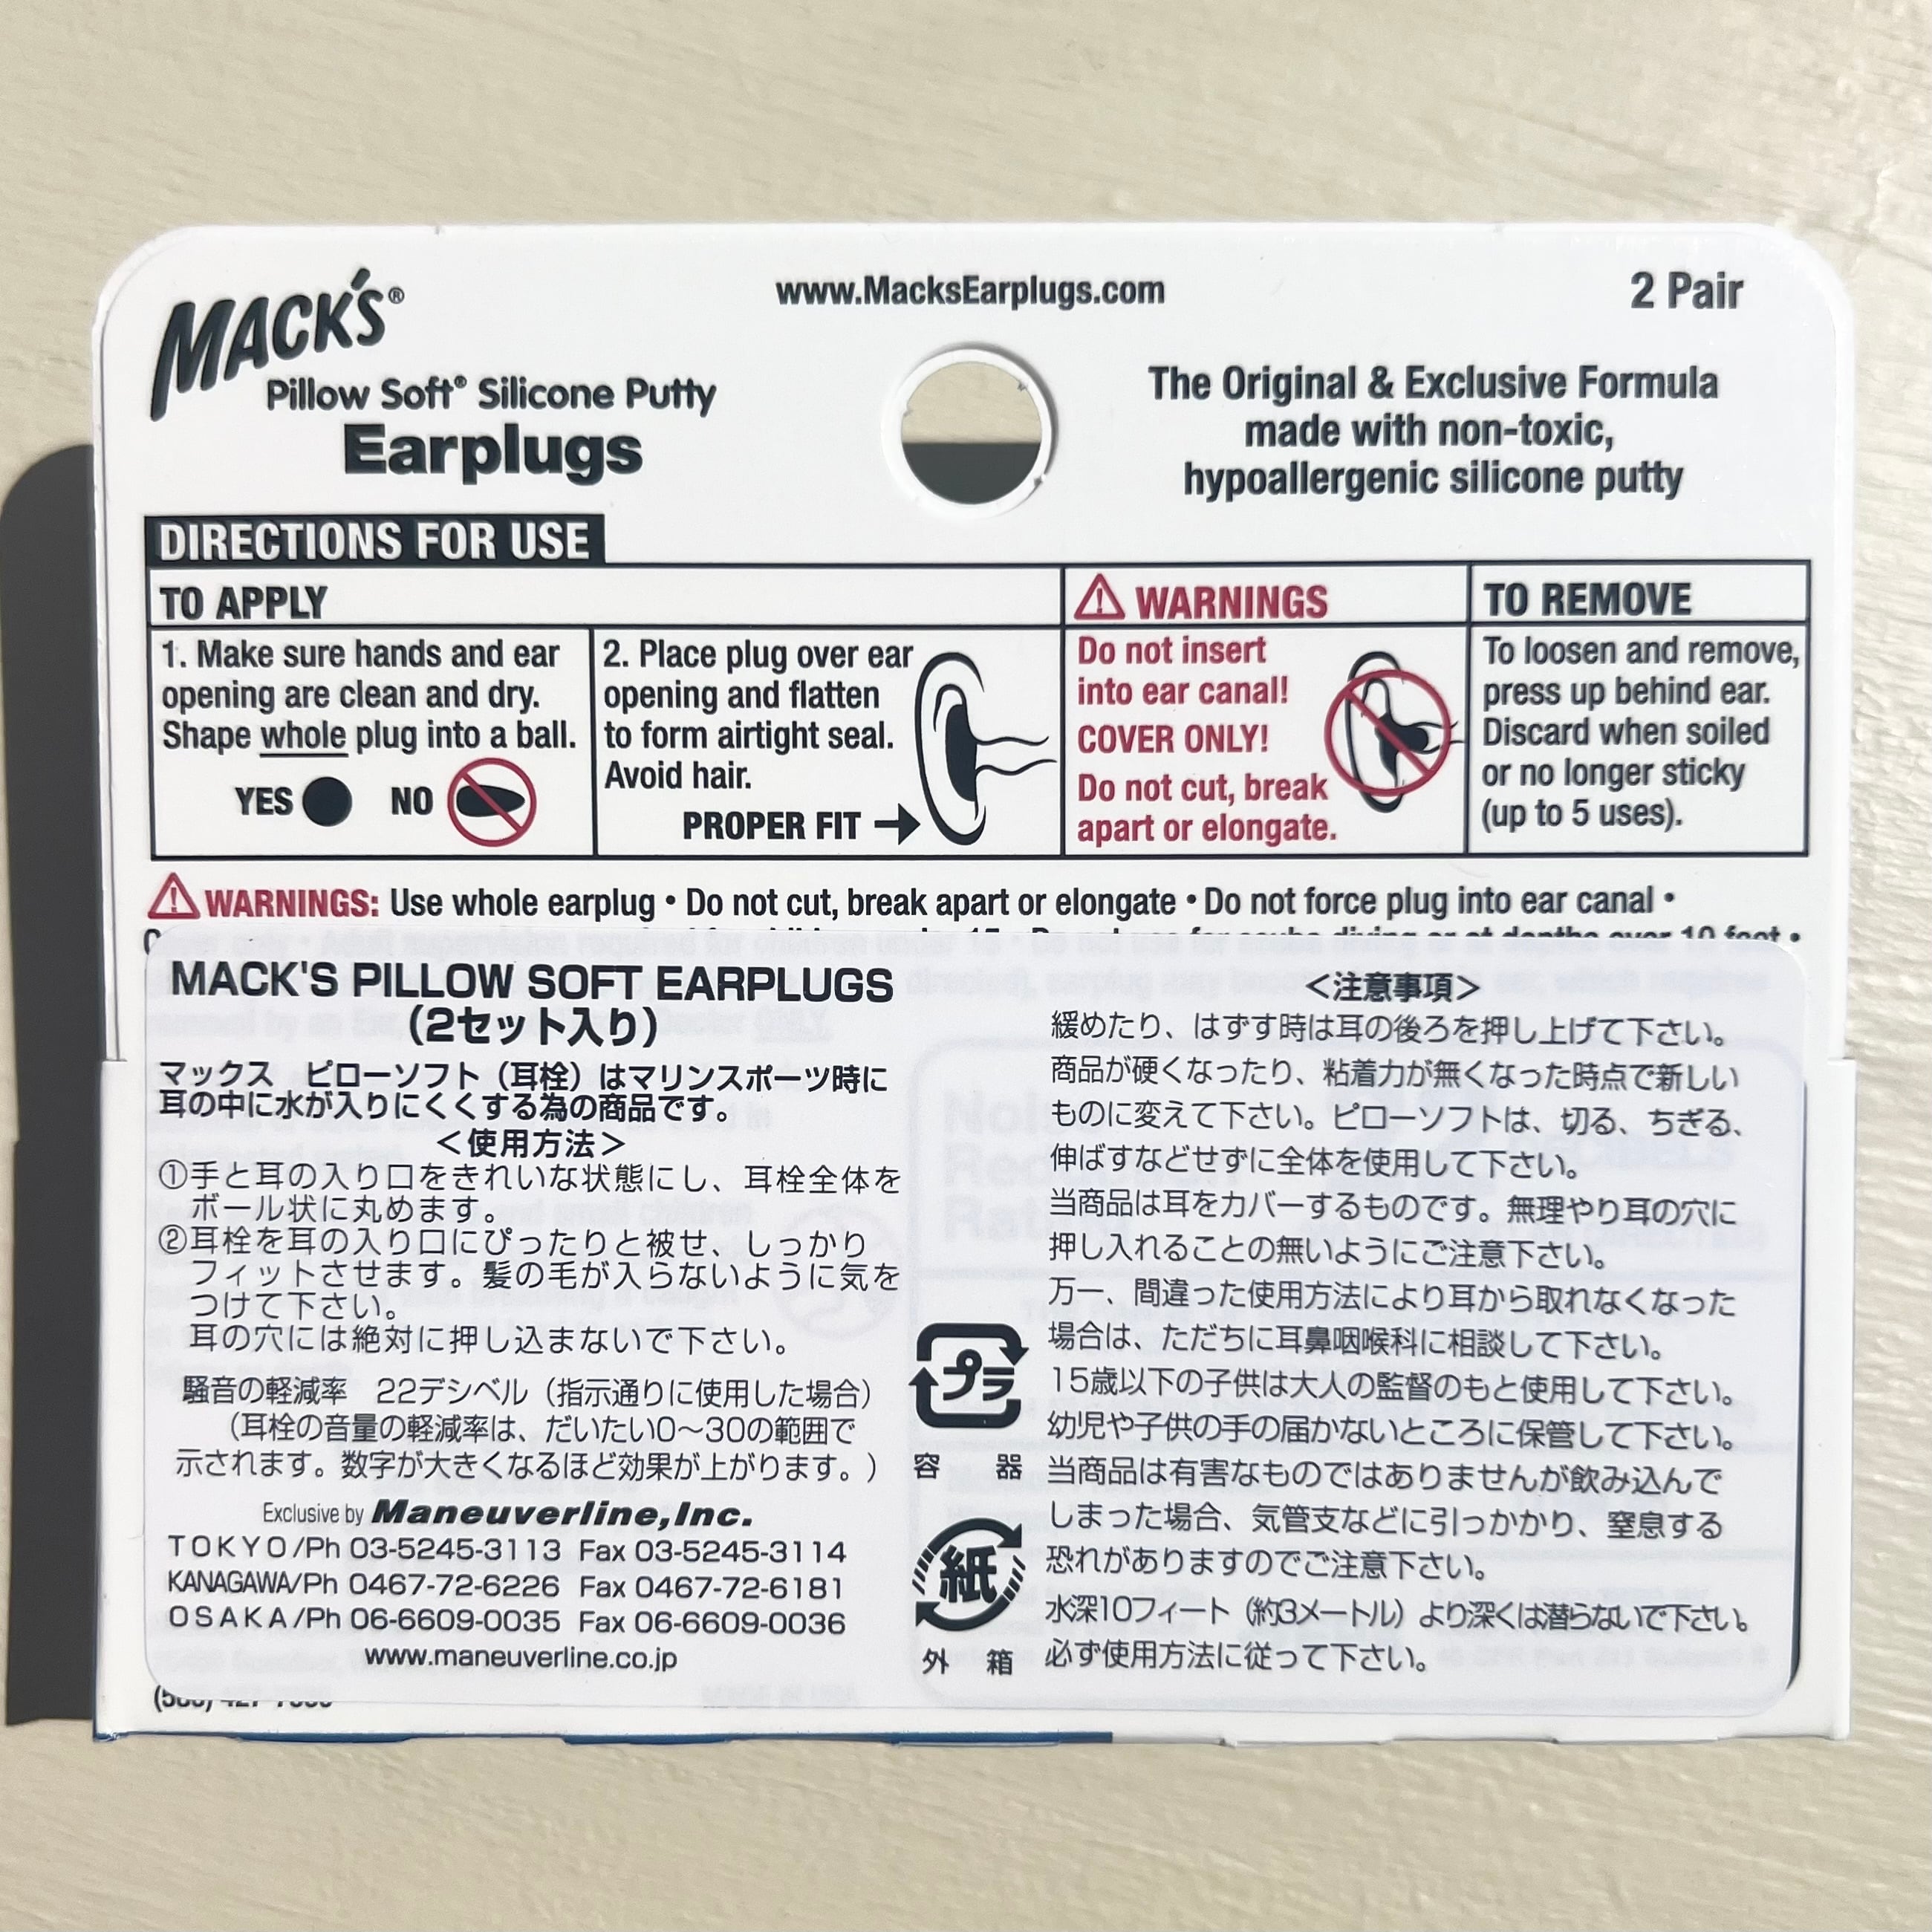 MACK'S®
Pillow Soft® Silicone Putty
Earplugs
www.MacksEarplugs.com
2 Pair
The Original & Exclusive Formula
made with non-toxic,
hypoallergenic silicone putty
DIRECTIONS FOR USE
TO APPLY
1. Make sure hands and ear
opening are clean and dry.
Shape whole plug into a ball.
YES NO
2. Place plug over ear
opening and flatten
to form airtight seal.
Avoid hair.
PROPER FIT
WARNINGS
Do not insert
into ear canal!
COVER ONLY!
Do not cut, break
apart or elongate.
TO REMOVE
To loosen and remove,
press up behind ear.
Discard when soiled
or no longer sticky
(up to 5 uses).
WARNINGS: Use whole earplug • Do not cut, break apart or elongate • Do not force plug into ear canal •
MACK'S PILLOW SOFT EARPLUGS
(2セット入り)
マックス ピローソフト（耳栓）はマリンスポーツ時に
耳の中に水が入りにくくする為の商品です。
＜使用方法＞
①手と耳の入り口をきれいな状態にし、耳栓全体を
ボール状に丸めます。
②耳栓を耳の入り口にぴったりと被せ、しっかり
フィットさせます。髪の毛が入らないように気を
つけて下さい。
耳の穴には絶対に押し込まないで下さい。
騒音の軽減率 22デシベル（指示通りに使用した場合）
（耳栓の音量の軽減率は、だいたい0～30の範囲で
示されます。数字が大きくなるほど効果が上がります。）
Exclusive by Maneuverline,Inc.
TOKYO/Ph 03-5245-3113 Fax 03-5245-3114
KANAGAWA/Ph 0467-72-6226 Fax 0467-72-6181
OSAKA/Ph 06-6609-0035 Fax 06-6609-0036
www.maneuverline.co.jp
プラ
容 器
紙
外 箱
＜注意事項＞
緩めたり、はずす時は耳の後ろを押し上げて下さい。
商品が硬くなったり、粘着力が無くなった時点で新しい
ものに変えて下さい。ピローソフトは、切る、ちぎる、
伸ばすなどせずに全体を使用して下さい。
当商品は耳をカバーするものです。無理やり耳の穴に
押し入れることの無いようにご注意下さい。
万一、間違った使用方法により耳から取れなくなった
場合は、ただちに耳鼻咽喉科に相談して下さい。
15歳以下の子供は大人の監督のもと使用して下さい。
幼児や子供の手の届かないところに保管して下さい。
当商品は有害なものではありませんが飲み込んで
しまった場合、気管支などに引っかかり、窒息する
恐れがありますのでご注意下さい。
水深10フィート（約3メートル）より深くは潜らないで下さい。
必ず使用方法に従って下さい。